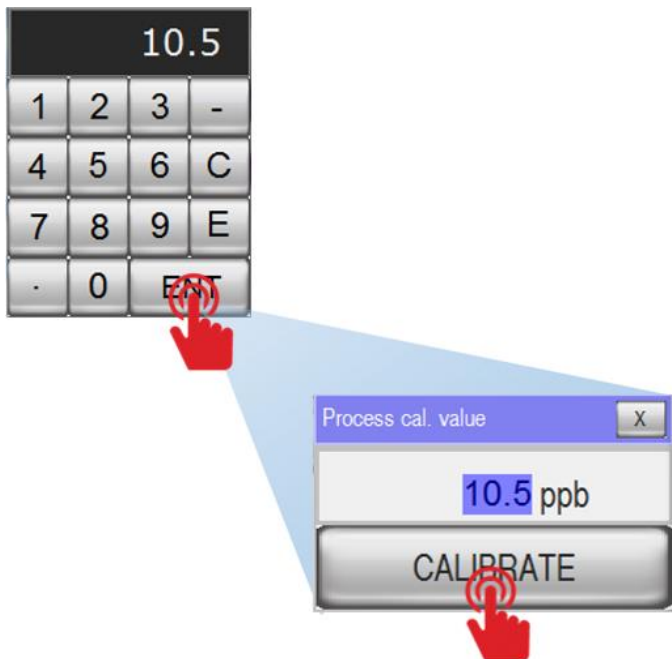 10.5
1 2 3 -
4 5 6 C
7 8 9 E
. 0 ENT
Process cal. value X
10.5 ppb
CALIBRATE